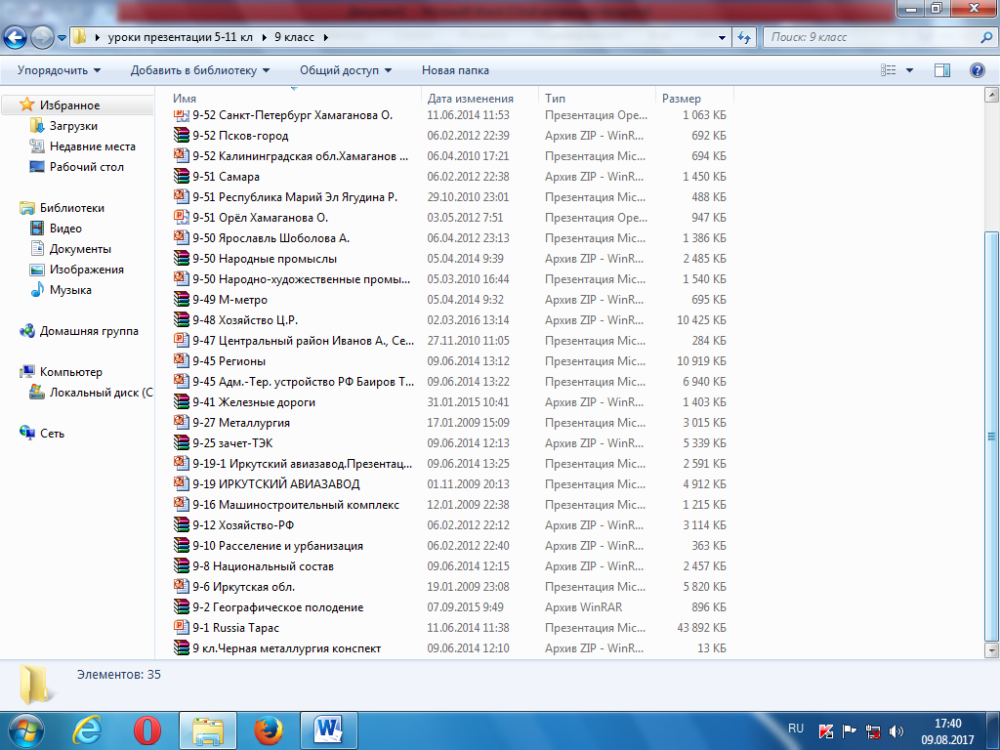 уроки презентации 5-11 кл 9 класс
Поиск: 9 класс
Упорядочить Добавить в библиотеку Общий доступ Новая папка
Избранное
Загрузки
Недавние места
Рабочий стол
Библиотеки
Видео
Документы
Изображения
Музыка
Домашняя группа
Компьютер
Локальный диск (C
Сеть
Имя Дата изменения Тип Размер
9-52 Санкт-Петербург Хамаганова О. 11.06.2014 11:53 Презентация Оре... 1 063 КБ
9-52 Псков-город 06.02.2012 22:39 Архив ZIP - WinR... 692 КБ
9-52 Калининградская обл.Хамаганов ... 06.04.2010 17:21 Презентация Mic... 694 КБ
9-51 Самара 06.02.2012 22:38 Архив ZIP - WinR... 1 450 КБ
9-51 Республика Марий Эл Ягудина Р. 29.10.2010 23:01 Презентация Mic... 488 КБ
9-51 Орёл Хамаганова О. 03.05.2012 7:51 Презентация Оре... 947 КБ
9-50 Ярославль Шоболова А. 06.04.2012 23:13 Презентация Mic... 1 386 КБ
9-50 Народные промыслы 05.04.2014 9:39 Архив ZIP - WinR... 2 485 КБ
9-50 Народно-художественные промы... 05.03.2010 16:44 Презентация Mic... 1 540 КБ
9-49 М-метро 05.04.2014 9:32 Архив ZIP - WinR... 695 КБ
9-48 Хозяйство Ц.Р. 02.03.2016 13:14 Архив ZIP - WinR... 10 425 КБ
9-47 Центральный район Иванов А., Се... 27.11.2010 11:05 Презентация Mic... 284 КБ
9-45 Регионы 09.06.2014 13:12 Презентация Mic... 10 919 КБ
9-45 Адм.-Тер. устройство РФ Баиров Т... 09.06.2014 13:22 Презентация Mic... 6 940 КБ
9-41 Железные дороги 31.01.2015 10:41 Архив ZIP - WinR... 1 403 КБ
9-27 Металлургия 17.01.2009 15:09 Презентация Mic... 3 015 КБ
9-25 зачет-ТЭК 09.06.2014 12:13 Архив ZIP - WinR... 5 339 КБ
9-19-1 Иркутский авиазавод.Презентац... 09.06.2014 13:25 Презентация Mic... 2 591 КБ
9-19 ИРКУТСКИЙ АВИАЗАВОД 01.11.2009 20:13 Презентация Mic... 4 912 КБ
9-16 Машиностроительный комплекс 12.01.2009 22:38 Презентация Mic... 1 215 КБ
9-12 Хозяйство-РФ 06.02.2012 22:12 Архив ZIP - WinR... 3 114 КБ
9-10 Расселение и урбанизация 06.02.2012 22:40 Архив ZIP - WinR... 363 КБ
9-8 Национальный состав 09.06.2014 12:15 Архив ZIP - WinR... 2 457 КБ
9-6 Иркутская обл. 19.01.2009 23:08 Презентация Mic... 5 820 КБ
9-2 Географическое полодение 07.09.2015 9:49 Архив WinRAR 896 КБ
9-1 Russia Тарас 11.06.2014 11:38 Презентация Mic... 43 892 КБ
9 кл.Черная металлургия конспект 09.06.2014 12:10 Архив ZIP - WinR... 13 КБ
Элементов: 35
RU
17:40
09.08.2017